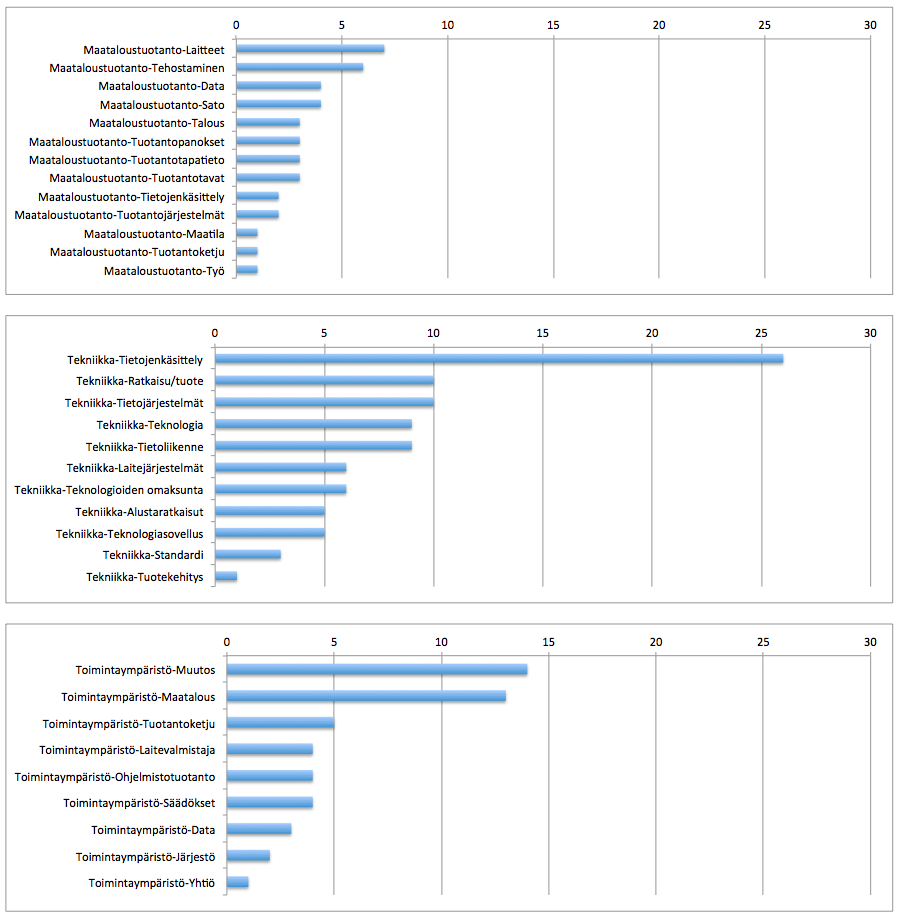 0 5 10 15 20 25 30
Maataloustuotanto-Laitteet
Maataloustuotanto-Tehostaminen
Maataloustuotanto-Data
Maataloustuotanto-Sato
Maataloustuotanto-Talous
Maataloustuotanto-Tuotantopanokset
Maataloustuotanto-Tuotantotapatieto
Maataloustuotanto-Tuotantotavat
Maataloustuotanto-Tietojenkäsittely
Maataloustuotanto-Tuotantojärjestelmät
Maataloustuotanto-Maatila
Maataloustuotanto-Tuotantoketju
Maataloustuotanto-Työ
0 5 10 15 20 25 30
Tekniikka-Tietojenkäsittely
Tekniikka-Ratkaisu/tuote
Tekniikka-Tietojärjestelmät
Tekniikka-Teknologia
Tekniikka-Tietoliikenne
Tekniikka-Laitejärjestelmät
Tekniikka-Teknologioiden omaksunta
Tekniikka-Alustaratkaisut
Tekniikka-Teknologiasovellus
Tekniikka-Standardi
Tekniikka-Tuotekehitys
0 5 10 15 20 25 30
Toimintaympäristö-Muutos
Toimintaympäristö-Maatalous
Toimintaympäristö-Tuotantoketju
Toimintaympäristö-Laitevalmistaja
Toimintaympäristö-Ohjelmistotuotanto
Toimintaympäristö-Säädökset
Toimintaympäristö-Data
Toimintaympäristö-Järjestö
Toimintaympäristö-Yhtiö